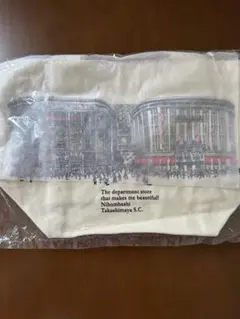 The department store
that makes me beautiful!
Nihombashi
Takashimaya S.C.